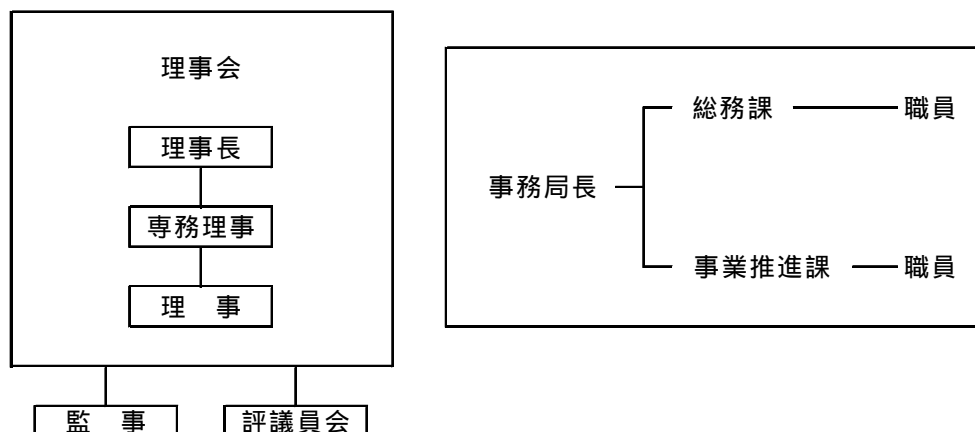 理事会
理事長
専務理事
理　事
監　事
評議員会
総務課
職員
事務局長
事業推進課
職員